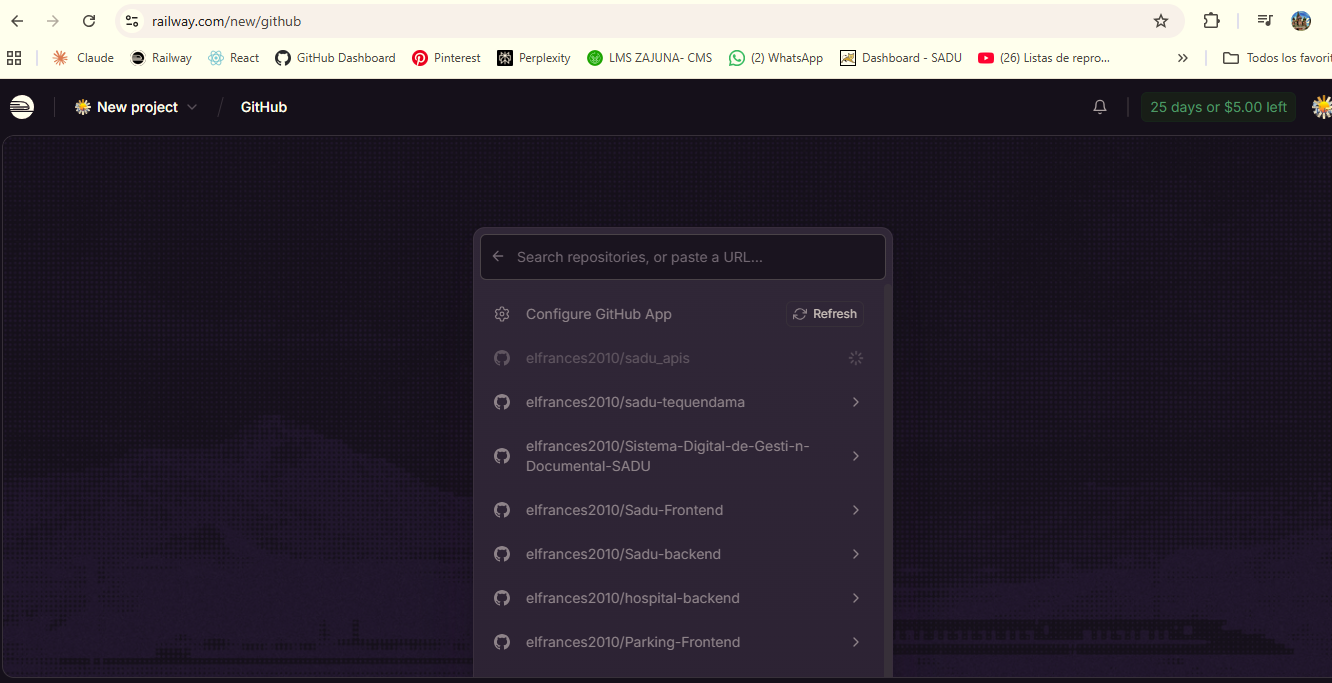 railway.com/new/github
Claude
Railway
React
GitHub Dashboard
Pinterest
Perplexity
LMS ZAJUNA- CMS
(2) WhatsApp
Dashboard - SADU
(26) Listas de repro...
Todos los favorit
New project
GitHub
25 days or $5.00 left
Search repositories, or paste a URL...
Configure GitHub App
Refresh
elfrances2010/sadu_apis
elfrances2010/sadu-tequendama
elfrances2010/Sistema-Digital-de-Gesti-n-
Documental-SADU
elfrances2010/Sadu-Frontend
elfrances2010/Sadu-backend
elfrances2010/hospital-backend
elfrances2010/Parking-Frontend